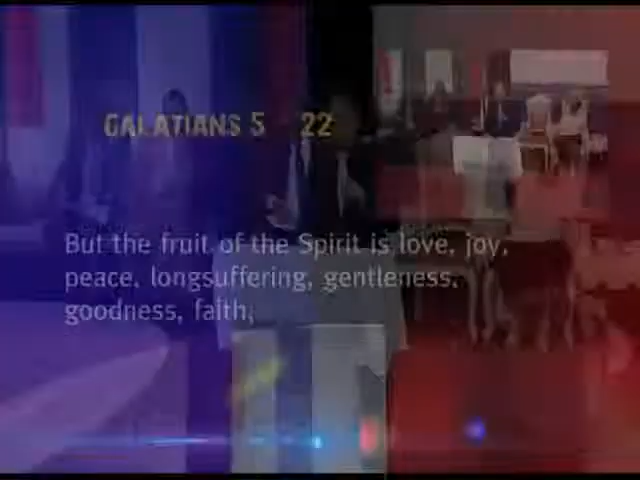 GALATIANS 5 22
But the fruit of the Spirit is love, joy,
peace, longsuffering, gentleness,
goodness, faith,